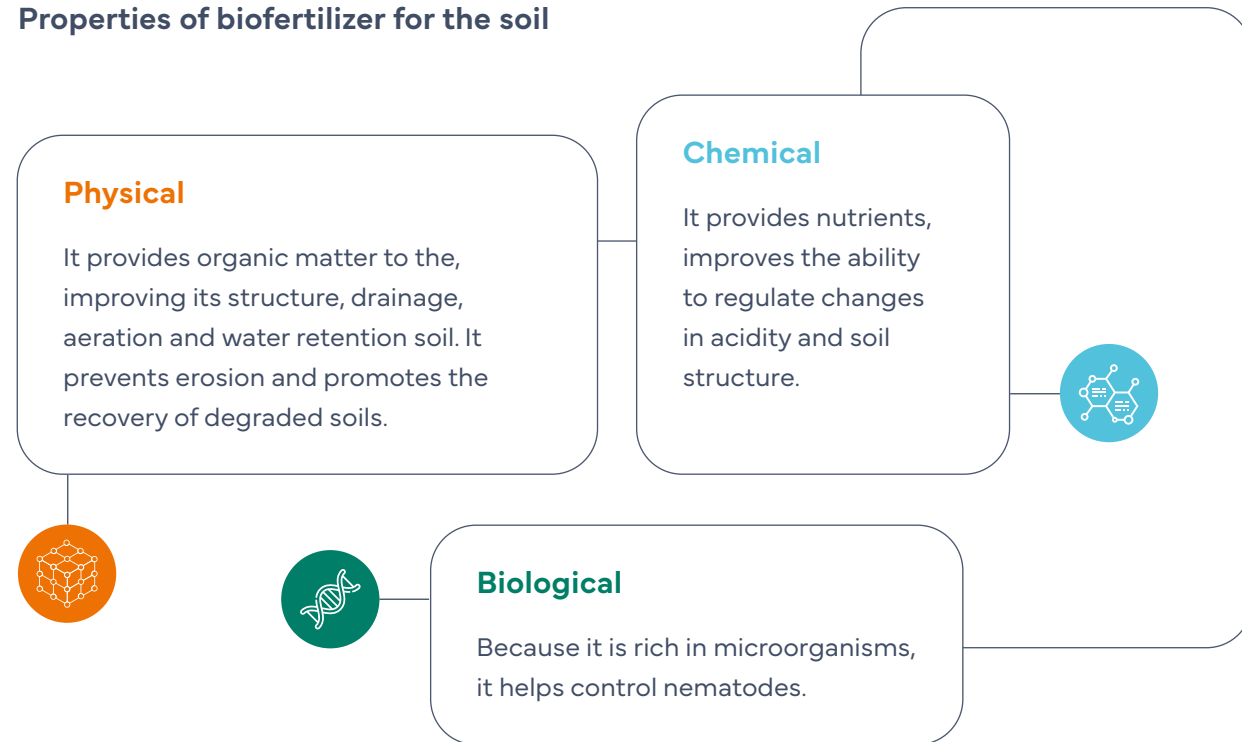 Properties of biofertilizer for the soil
Physical
It provides organic matter to the,
improving its structure, drainage,
aeration and water retention soil. It
prevents erosion and promotes the
recovery of degraded soils.
Chemical
It provides nutrients,
improves the ability
to regulate changes
in acidity and soil
structure.
Biological
Because it is rich in microorganisms,
it helps control nematodes.